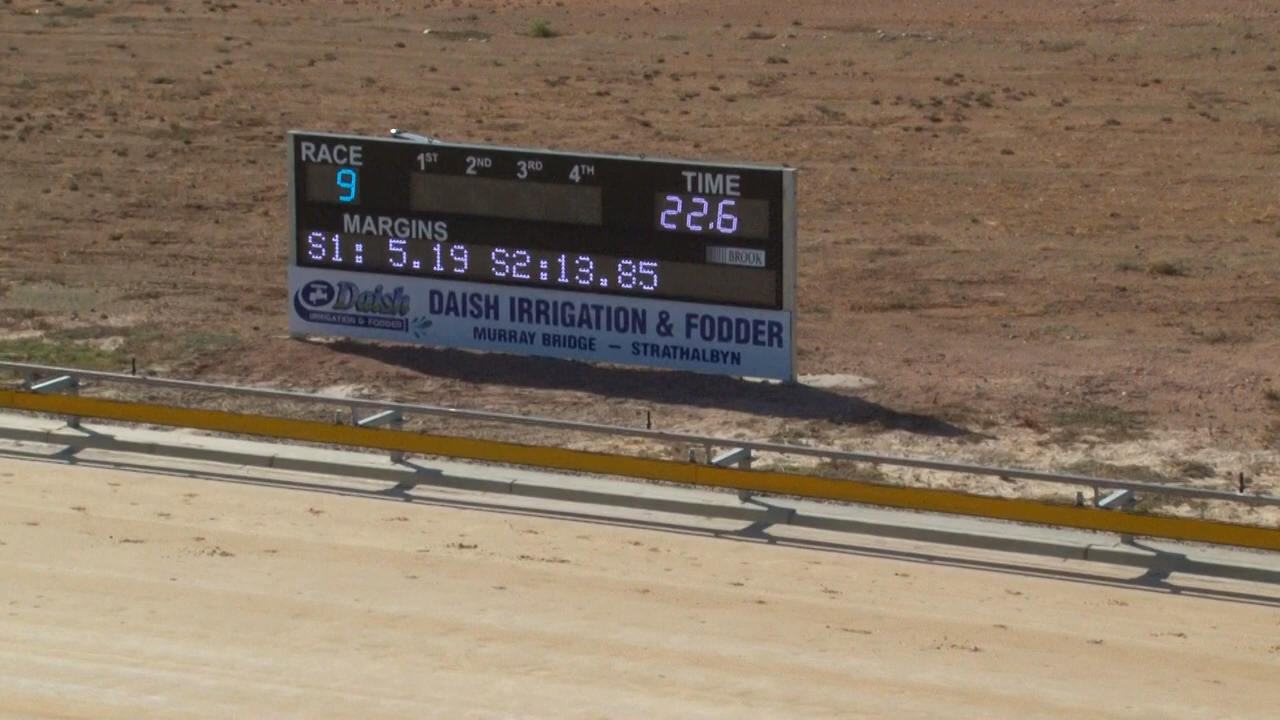 RACE 1ST 2ND 3RD 4TH TIME
9 22.6
MARGINS
S1: 5.19 S2:13.85
BROOK
Daish
IRRIGATION & FODDER
DAISH IRRIGATION & FODDER
MURRAY BRIDGE — STRATHALBYN